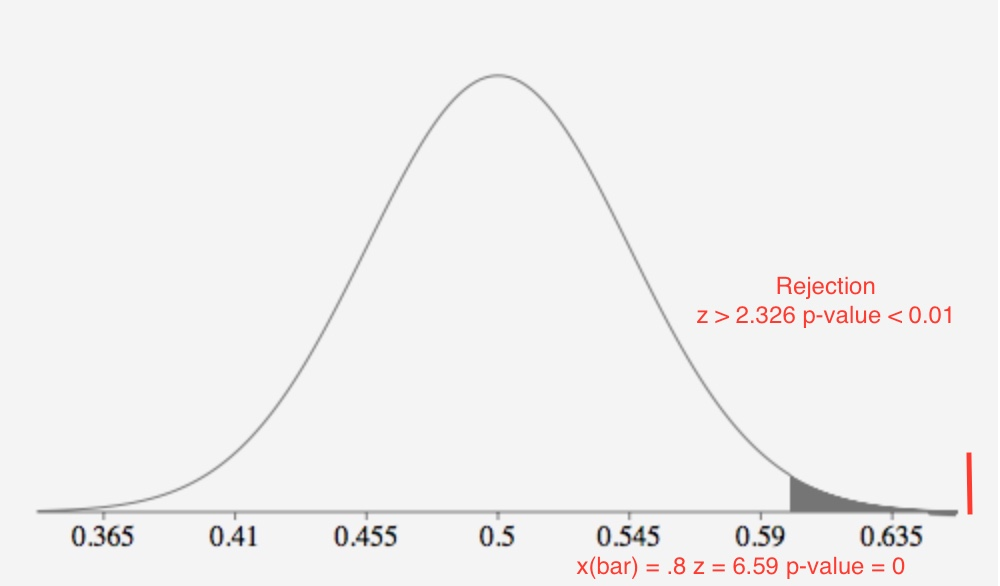 Rejection
z > 2.326 p-value < 0.01
0.365 0.41 0.455 0.5 0.545 0.59 0.635
x(bar) = .8 z = 6.59 p-value = 0